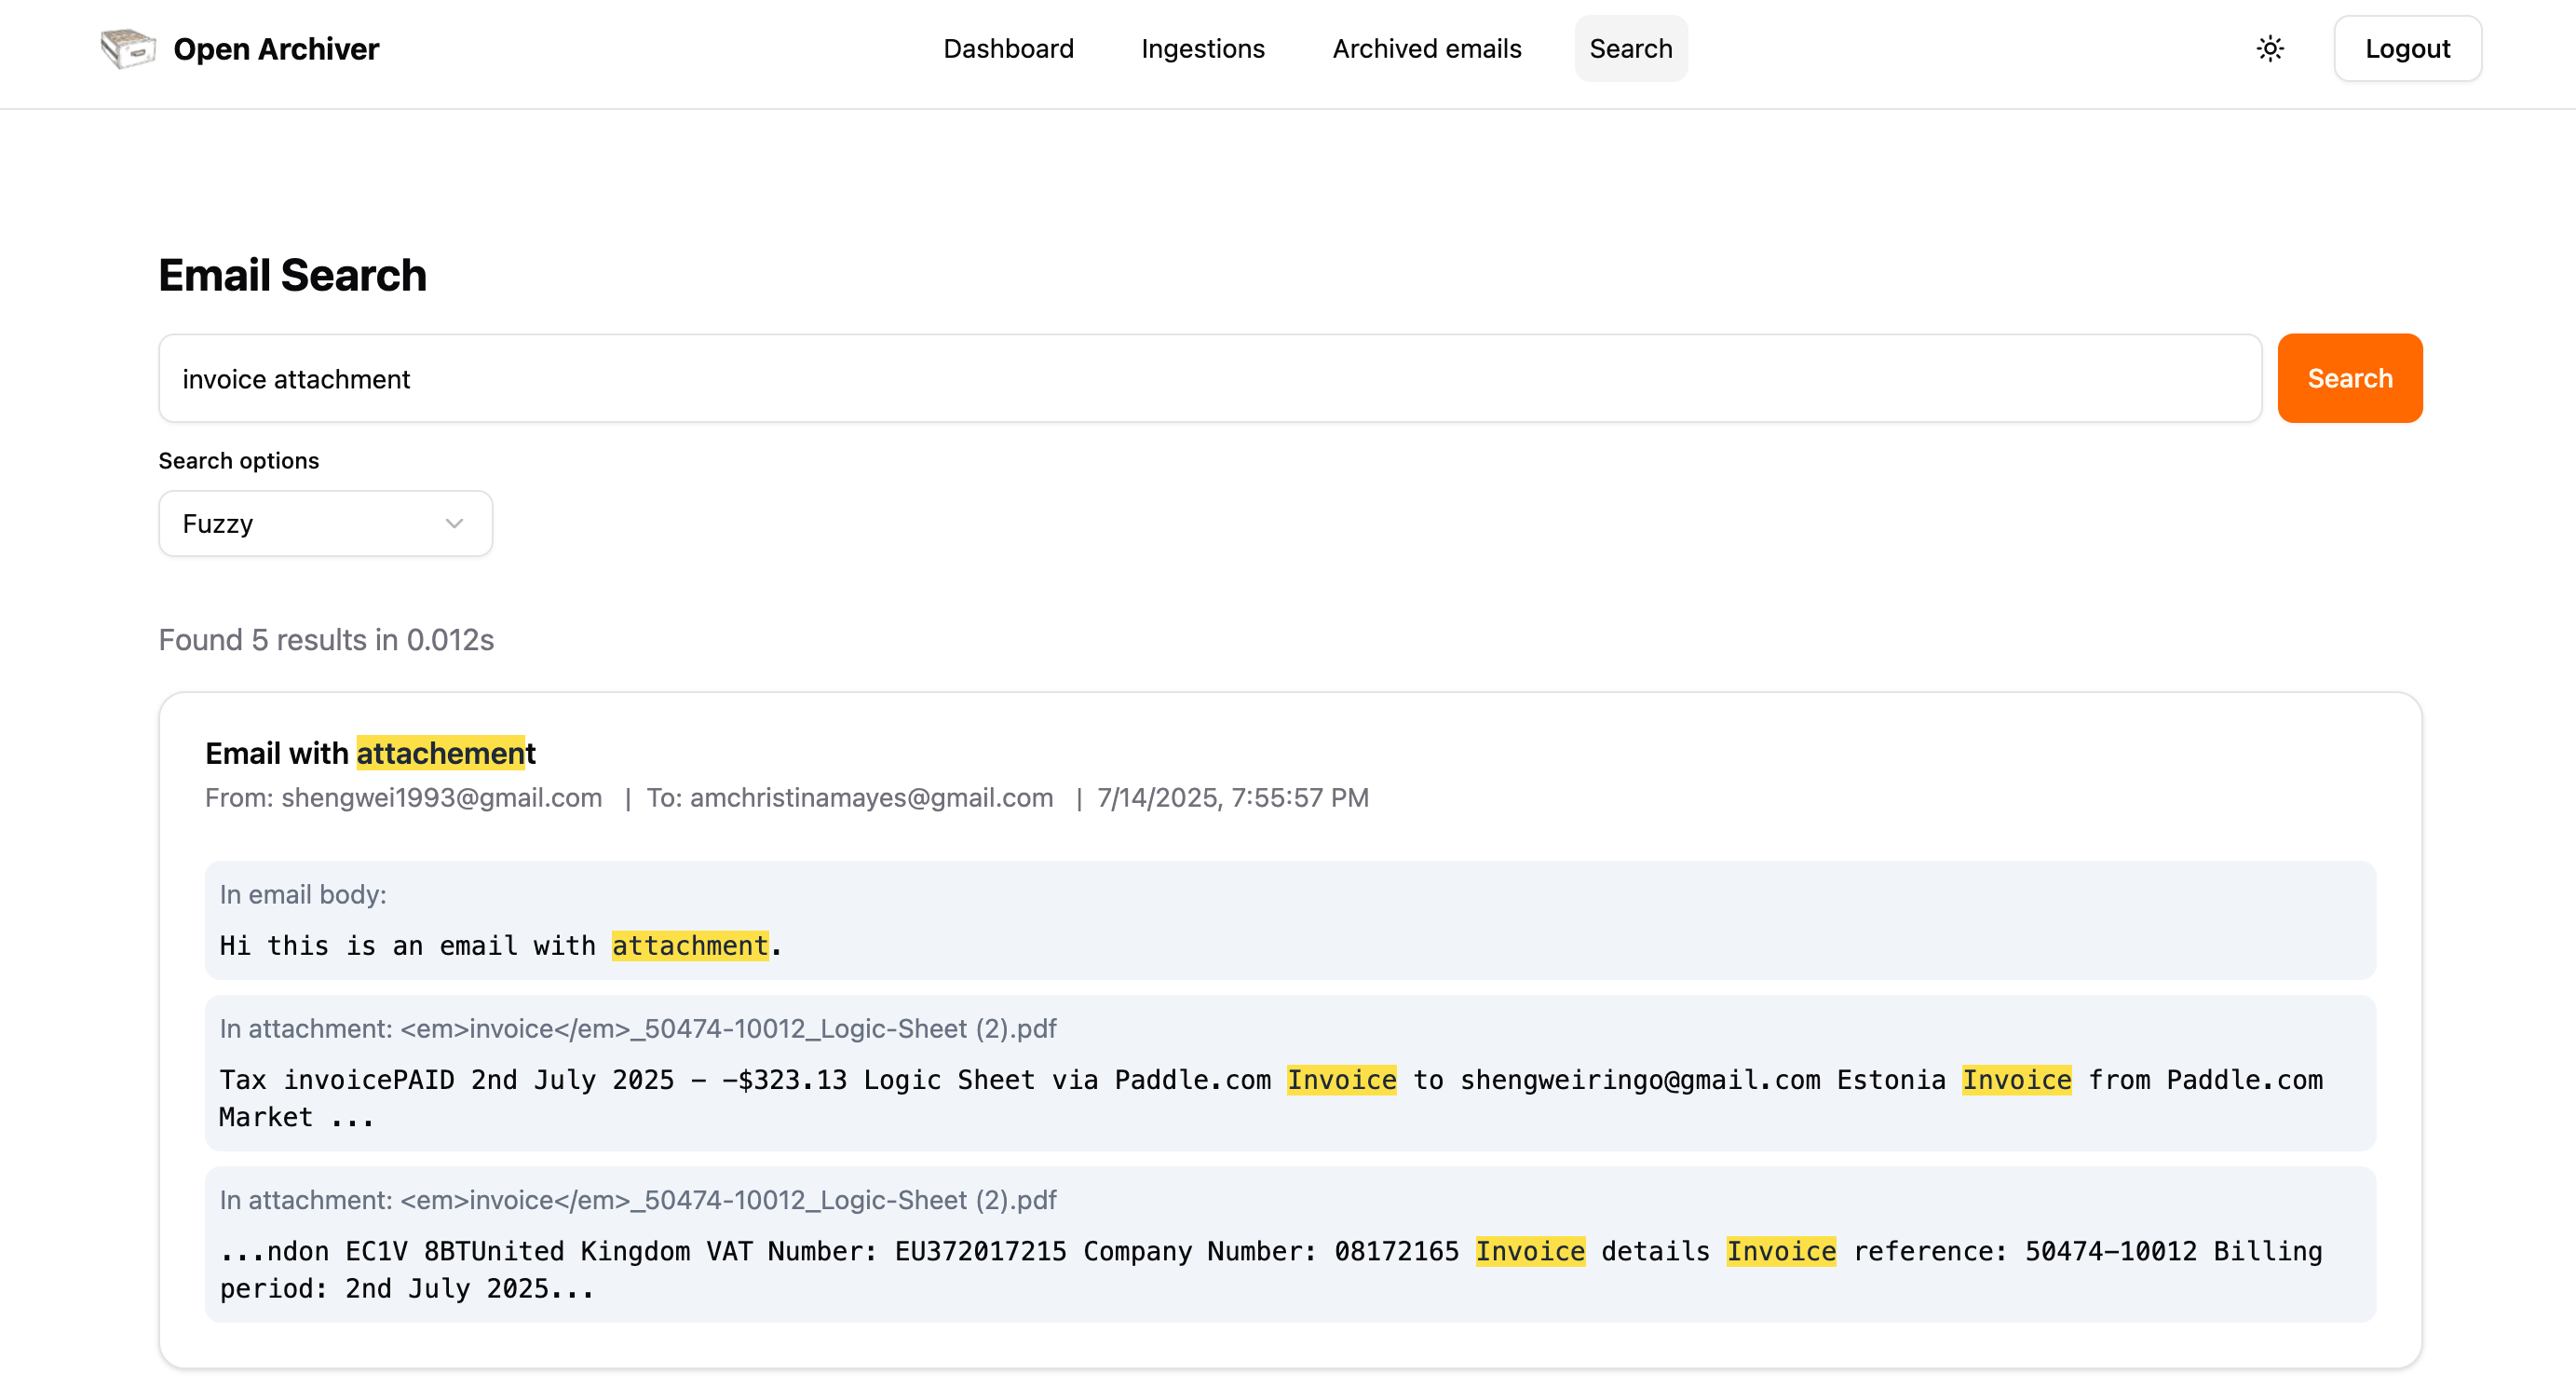 Open Archiver
Dashboard
Ingestions
Archived emails
Search
Logout
Email Search
invoice attachment
Search
Search options
Fuzzy
Found 5 results in 0.012s
Email with attachement
From: shengwei1993@gmail.com | To: amchristinamayes@gmail.com | 7/14/2025, 7:55:57 PM
In email body:
Hi this is an email with attachment.
In attachment: <em>invoice</em>_50474-10012_Logic-Sheet (2).pdf
Tax invoicePAID 2nd July 2025 – -$323.13 Logic Sheet via Paddle.com Invoice to shengweiringo@gmail.com Estonia Invoice from Paddle.com
Market ...
In attachment: <em>invoice</em>_50474-10012_Logic-Sheet (2).pdf
...ndon EC1V 8BTUnited Kingdom VAT Number: EU372017215 Company Number: 08172165 Invoice details Invoice reference: 50474-10012 Billing
period: 2nd July 2025...